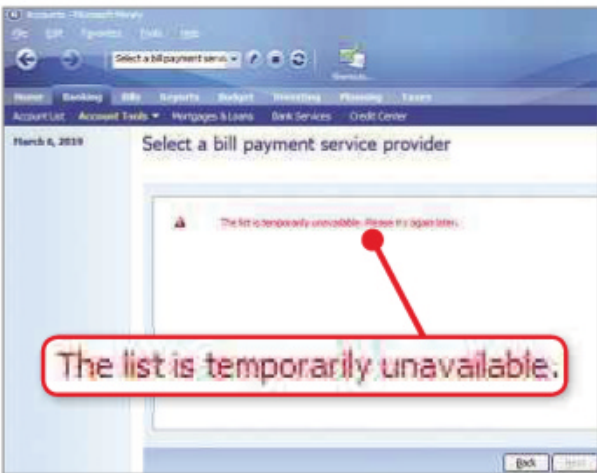 Accounts - Microsoft Money
File Edit Favorites Tools Help
Select a bill payment servi
Home Banking Bills Reports Budget Investing Planning Taxes
Account List Account Tools Mortgages & Loans Bank Services Credit Center
March 6, 2019
Select a bill payment service provider
The list is temporarily unavailable. Please try again later.
The list is temporarily unavailable.
Back Next